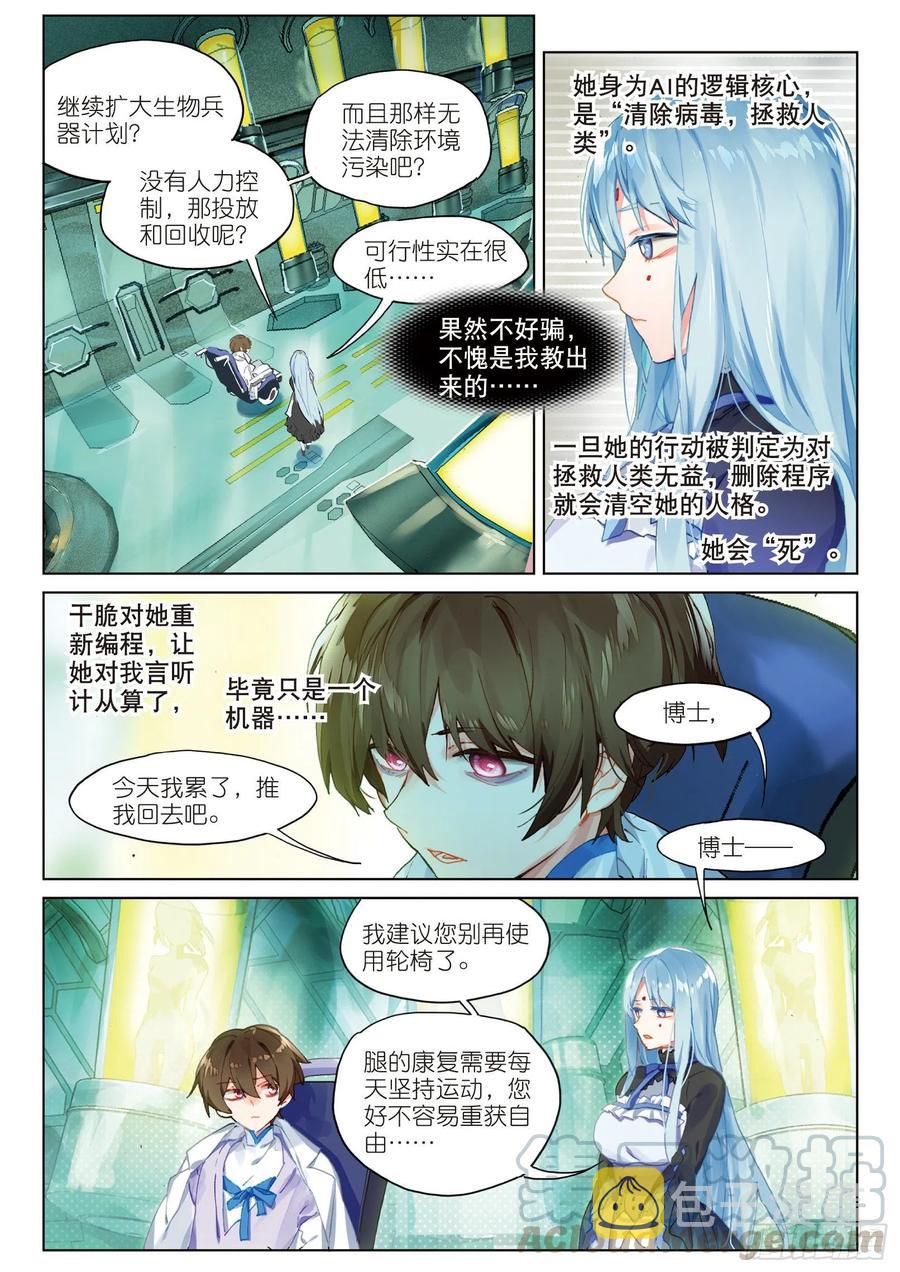 继续扩大生物兵
器计划？
没有人力控
制，那投放
和回收呢？
而且那样无
法清除环境
污染吧？
可行性实在很
低……
果然不好骗，
不愧是我教出
来的……
她身为AI的逻辑核心，
是“清除病毒，拯救人
类”。
一旦她的行动被判定为对
拯救人类无益，删除程序
就会清空她的人格。
她会“死”。
干脆对她重
新编程，让
她对我言听
计从算了，
毕竟只是一个
机器……
博士，
今天我累了，推
我回去吧。
博士——
我建议您别再使
用轮椅了。
腿的康复需要每
天坚持运动，您
好不容易重获自
由……
包子